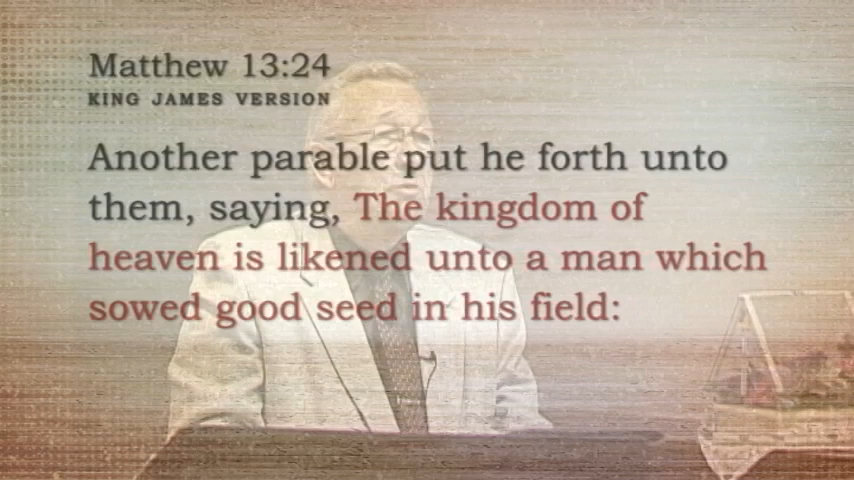 Matthew 13:24
KING JAMES VERSION
Another parable put he forth unto
them, saying, The kingdom of
heaven is likened unto a man which
sowed good seed in his field: